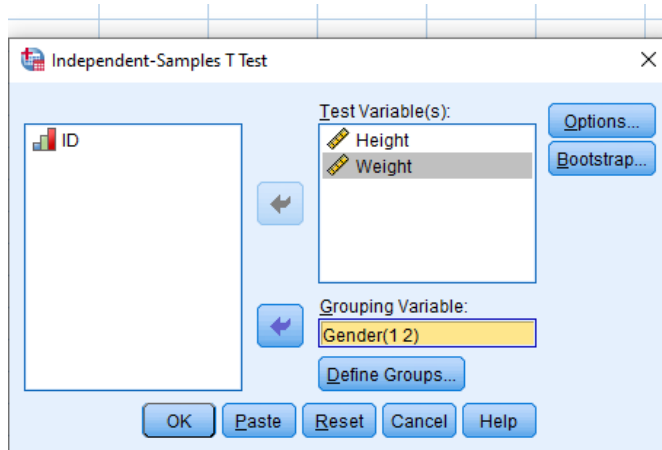 Independent-Samples T Test
Test Variable(s):
ID
Height
Weight
Options...
Bootstrap...
Grouping Variable:
Gender(1 2)
Define Groups...
OK Paste Reset Cancel Help